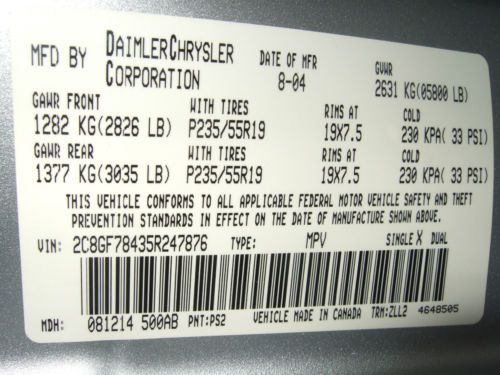 MFD BY DAIMLERCHRYSLER CORPORATION DATE OF MFR 8-04 GVWR 2631 KG(05800 LB)
GAWR FRONT WITH TIRES RIMS AT COLD
1282 KG(2826 LB) P235/55R19 19X7.5 230 KPA( 33 PSI)
GAWR REAR WITH TIRES RIMS AT COLD
1377 KG(3035 LB) P235/55R19 19X7.5 230 KPA( 33 PSI)
THIS VEHICLE CONFORMS TO ALL APPLICABLE FEDERAL MOTOR VEHICLE SAFETY AND THEFT
PREVENTION STANDARDS IN EFFECT ON THE DATE OF MANUFACTURE SHOWN ABOVE.
VIN: 2C8GF78435R247876 TYPE: MPV SINGLE X DUAL
MDH: 081214 500AB PNT:PS2 VEHICLE MADE IN CANADA TRM:ZLL2 4648505